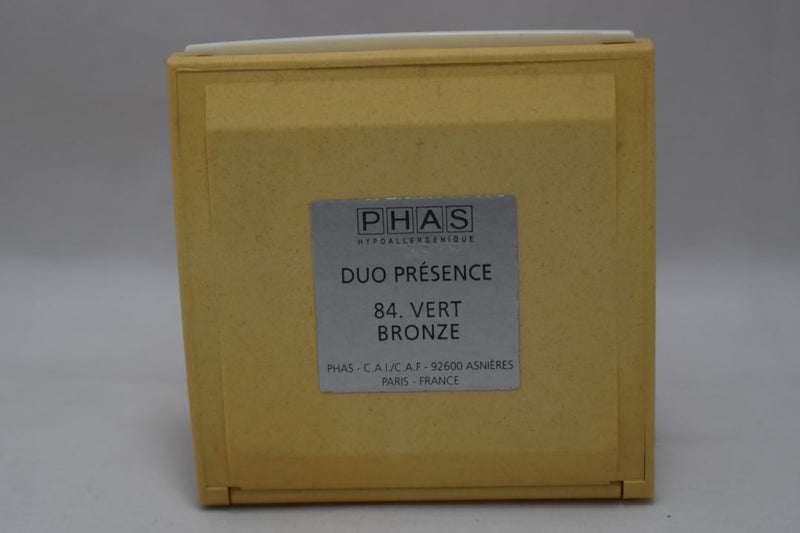 PHAS
HYPOALLERGENIQUE
DUO PRÉSENCE
84. VERT
BRONZE
PHAS - C.A.I./C.A.F - 92600 ASNIÈRES
PARIS - FRANCE